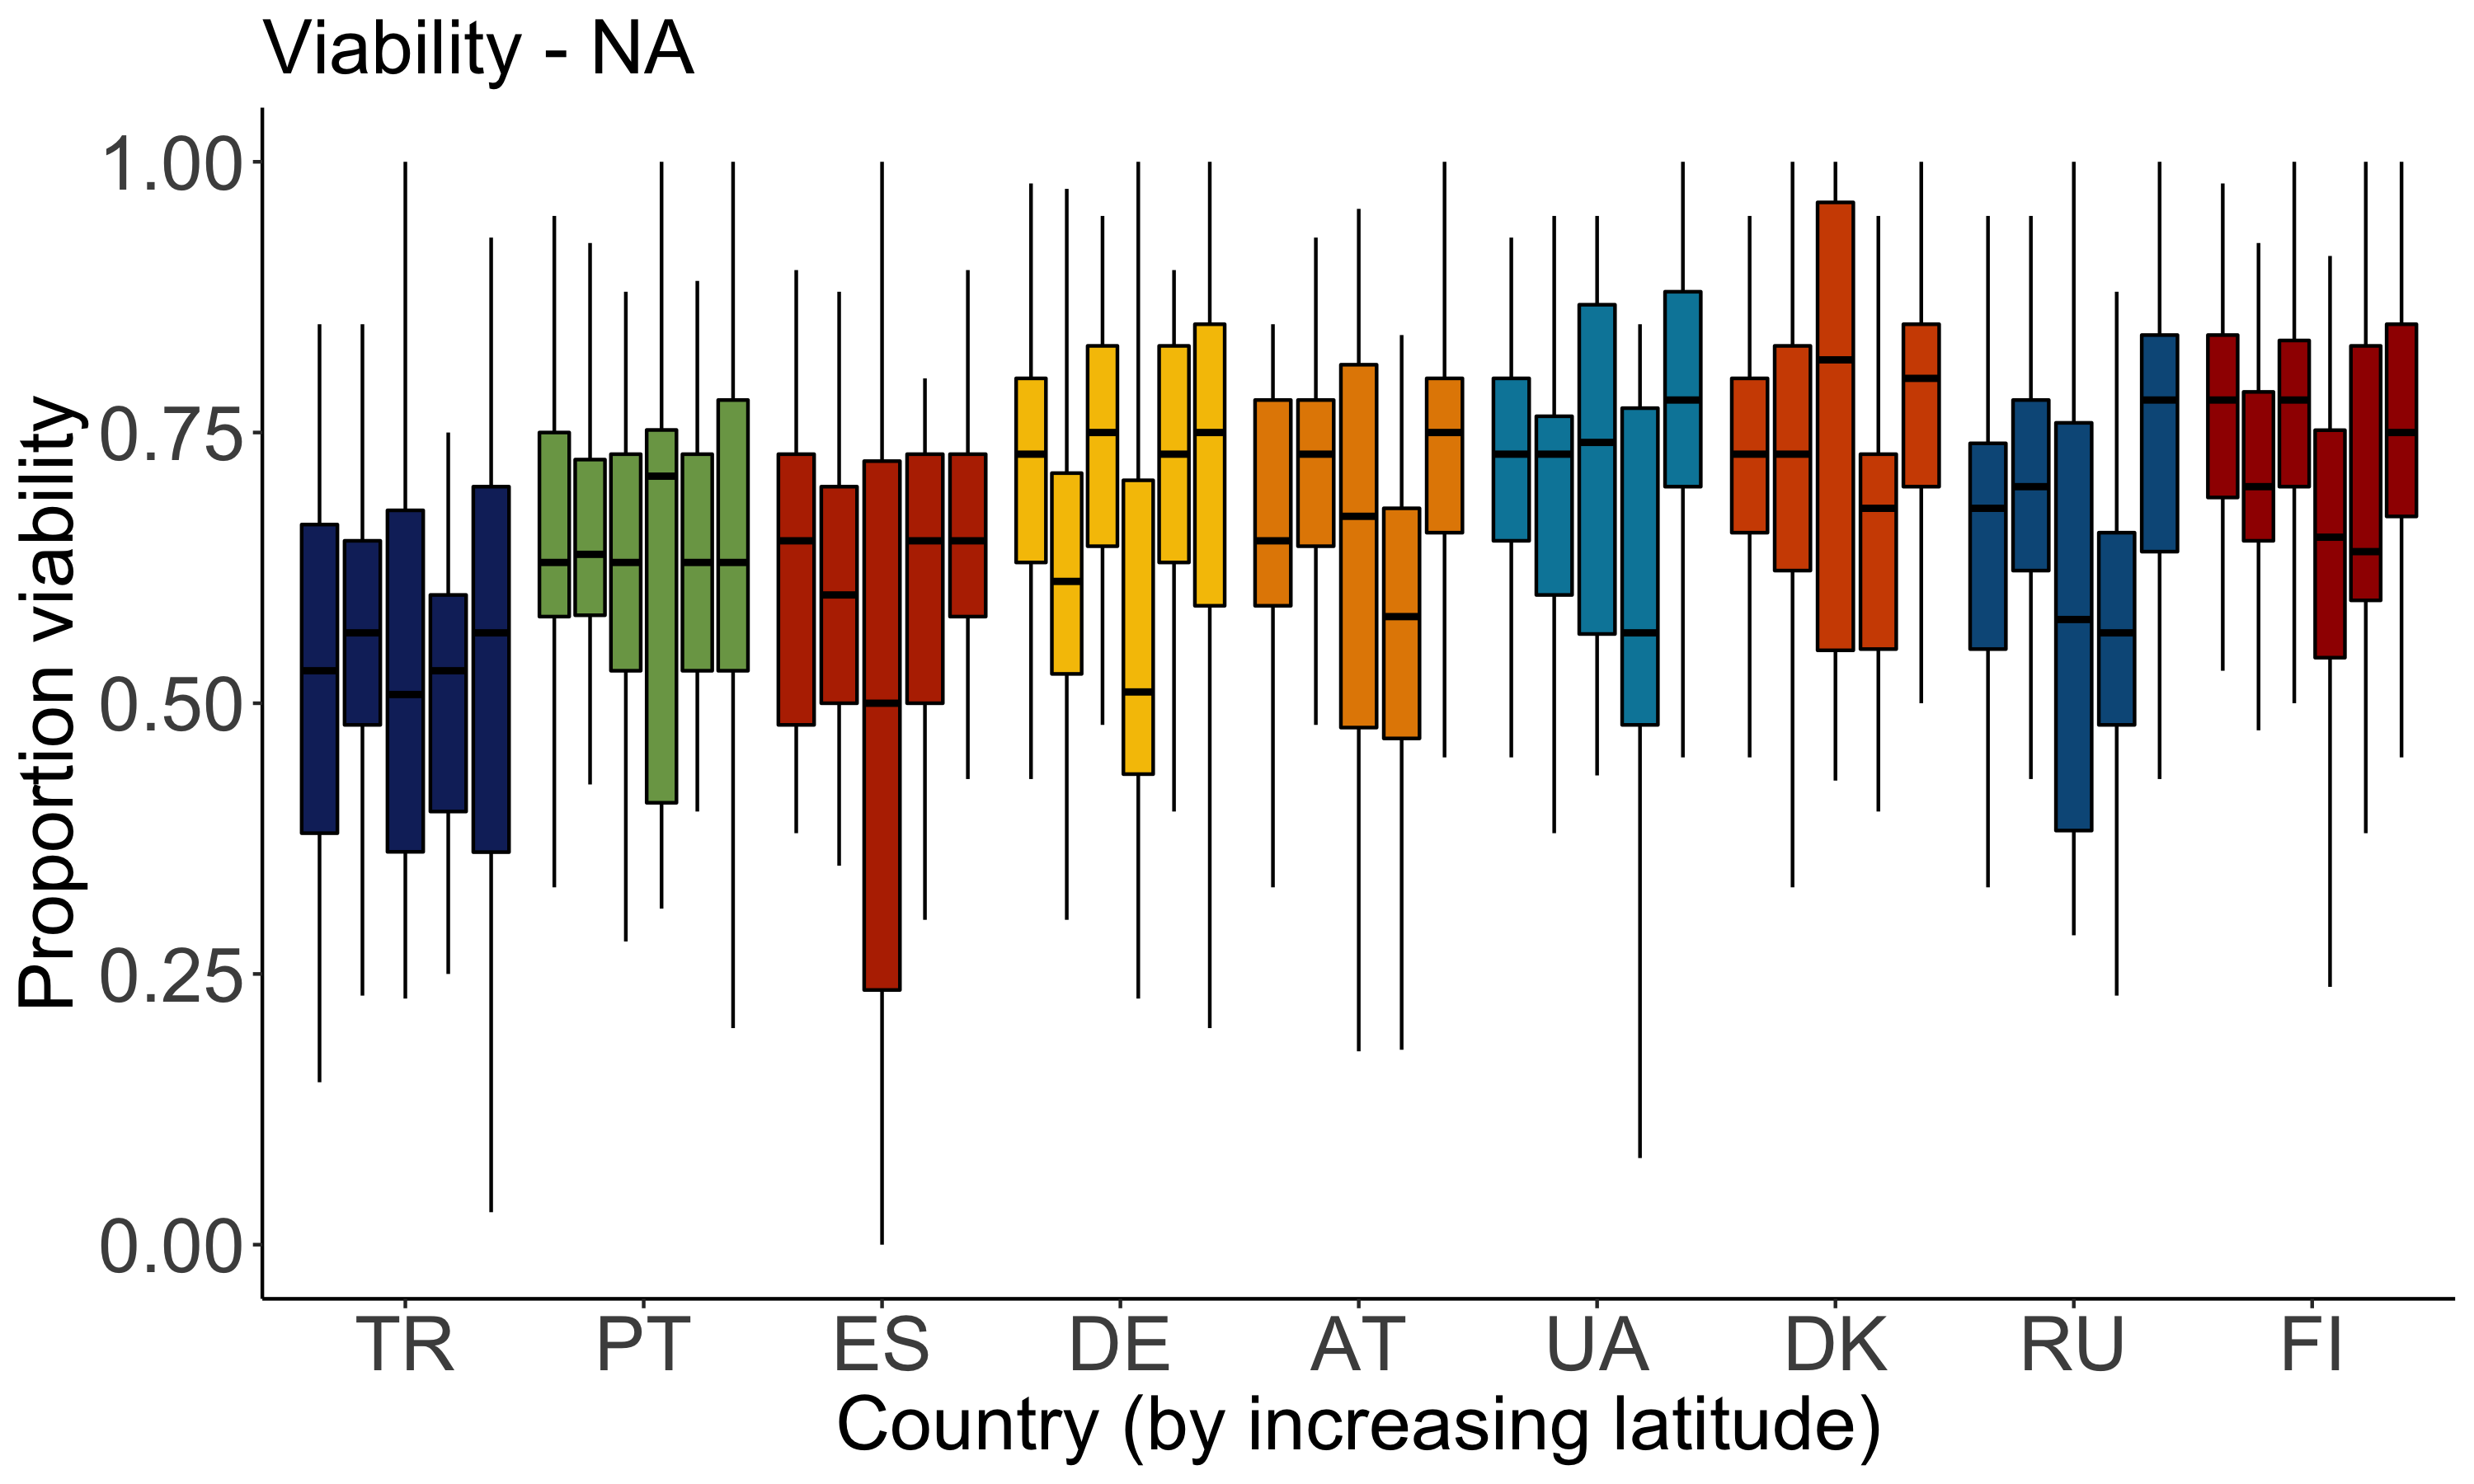 Viability - NA
Proportion viability
1.00
0.75
0.50
0.25
0.00
TR PT ES DE AT UA DK RU FI
Country (by increasing latitude)